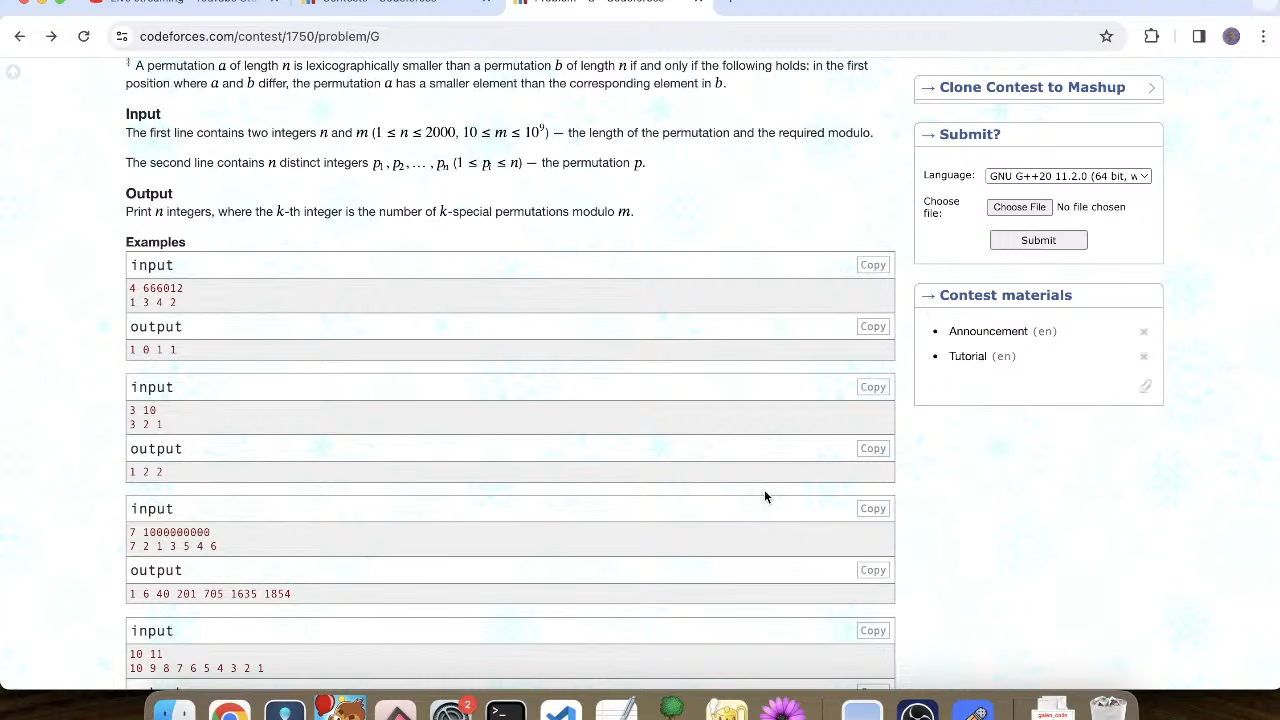 codeforces.com/contest/1750/problem/G
‡ A permutation a of length n is lexicographically smaller than a permutation b of length n if and only if the following holds: in the first
position where a and b differ, the permutation a has a smaller element than the corresponding element in b.
Input
The first line contains two integers n and m (1 ≤ n ≤ 2000, 10 ≤ m ≤ 10⁹) — the length of the permutation and the required modulo.
The second line contains n distinct integers p₁, p₂, … , pₙ (1 ≤ pᵢ ≤ n) — the permutation p.
Output
Print n integers, where the k-th integer is the number of k-special permutations modulo m.
Examples
input
Copy
4 666012
1 3 4 2
output
Copy
1 0 1 1
input
Copy
3 10
3 2 1
output
Copy
1 2 2
input
Copy
7 1000000000
7 2 1 3 5 4 6
output
Copy
1 6 40 201 705 1635 1854
input
Copy
10 11
10 9 8 7 6 5 4 3 2 1
→ Clone Contest to Mashup
→ Submit?
Language:
GNU G++20 11.2.0 (64 bit, w
Choose
file:
Choose File No file chosen
Submit
→ Contest materials
Announcement (en)
Tutorial (en)
2